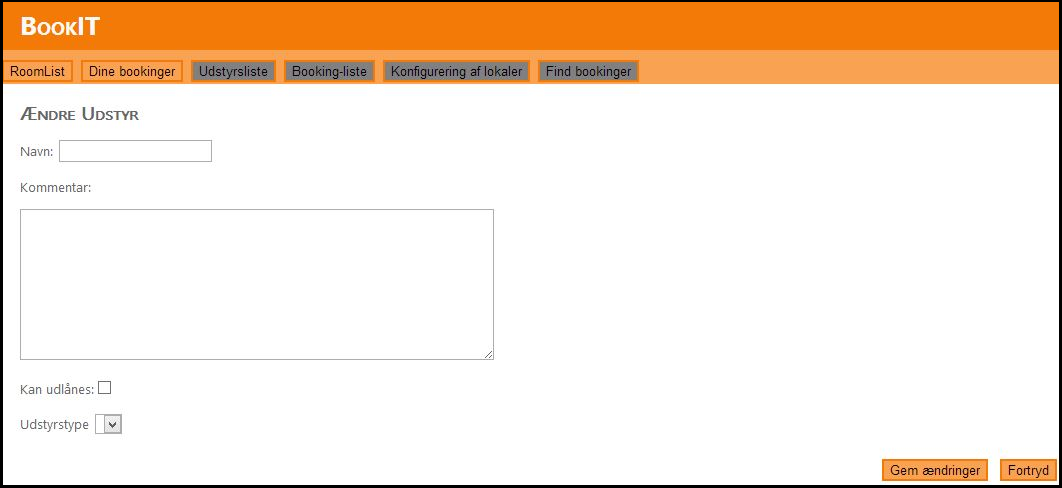 BookIT
RoomList Dine bookinger Udstyrsliste Booking-liste Konfigurering af lokaler Find bookinger
Ændre Udstyr
Navn:
Kommentar:
Kan udlånes:
Udstyrstype
Gem ændringer Fortryd